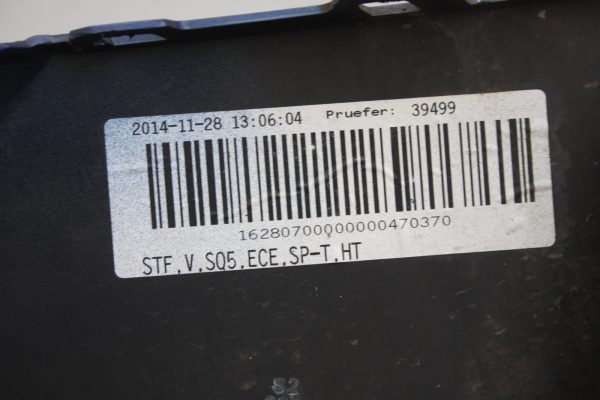 2014-11-28 13:06:04 Pruefer: 39499
16280700000000470370
STF.V.SQ5.ECE.SP-T.HT